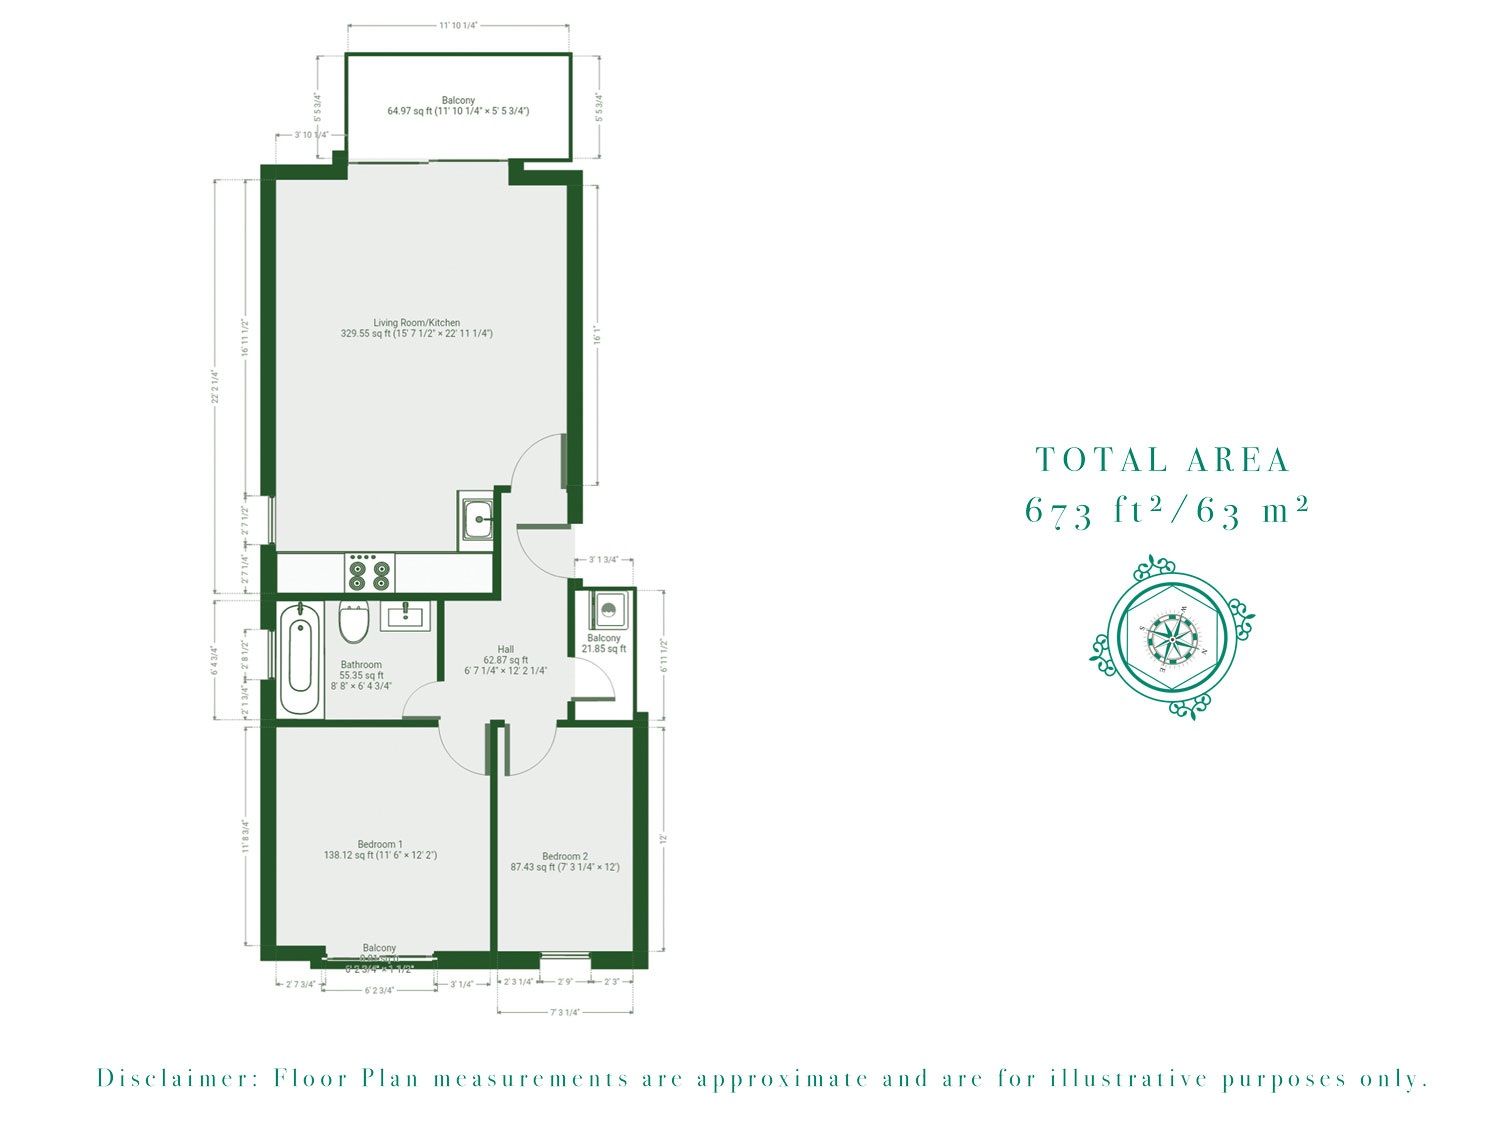 11' 10 1/4"
5' 5 3/4"
5' 5 3/4"
Balcony
64.97 sq ft (11' 10 1/4" × 5' 5 3/4")
3' 10 1/4"
16' 11 1/2"
22' 2 1/4"
16' 1"
Living Room/Kitchen
329.55 sq ft (15' 7 1/2" × 22' 11 1/4")
TOTAL AREA
673 ft²/63 m²
2' 7 1/2"
2' 7 1/4"
3' 1 3/4"
W
S
N
E
Balcony
21.85 sq ft
Hall
62.87 sq ft
6' 7 1/4" × 12' 2 1/4"
Bathroom
55.35 sq ft
8' 8" × 6' 4 3/4"
6' 4 3/4"
2' 8 1/2"
2' 1 3/4"
6' 11 1/2"
11' 8 3/4"
12'
Bedroom 1
138.12 sq ft (11' 6" × 12' 2")
Bedroom 2
87.43 sq ft (7' 3 1/4" × 12')
Balcony
6' 2 3/4" × 1 1/2"
2' 7 3/4"
3' 1/4"
2' 3 1/4"
2' 9"
2' 3"
6' 2 3/4"
7' 3 1/4"
Disclaimer: Floor Plan measurements are approximate and are for illustrative purposes only.